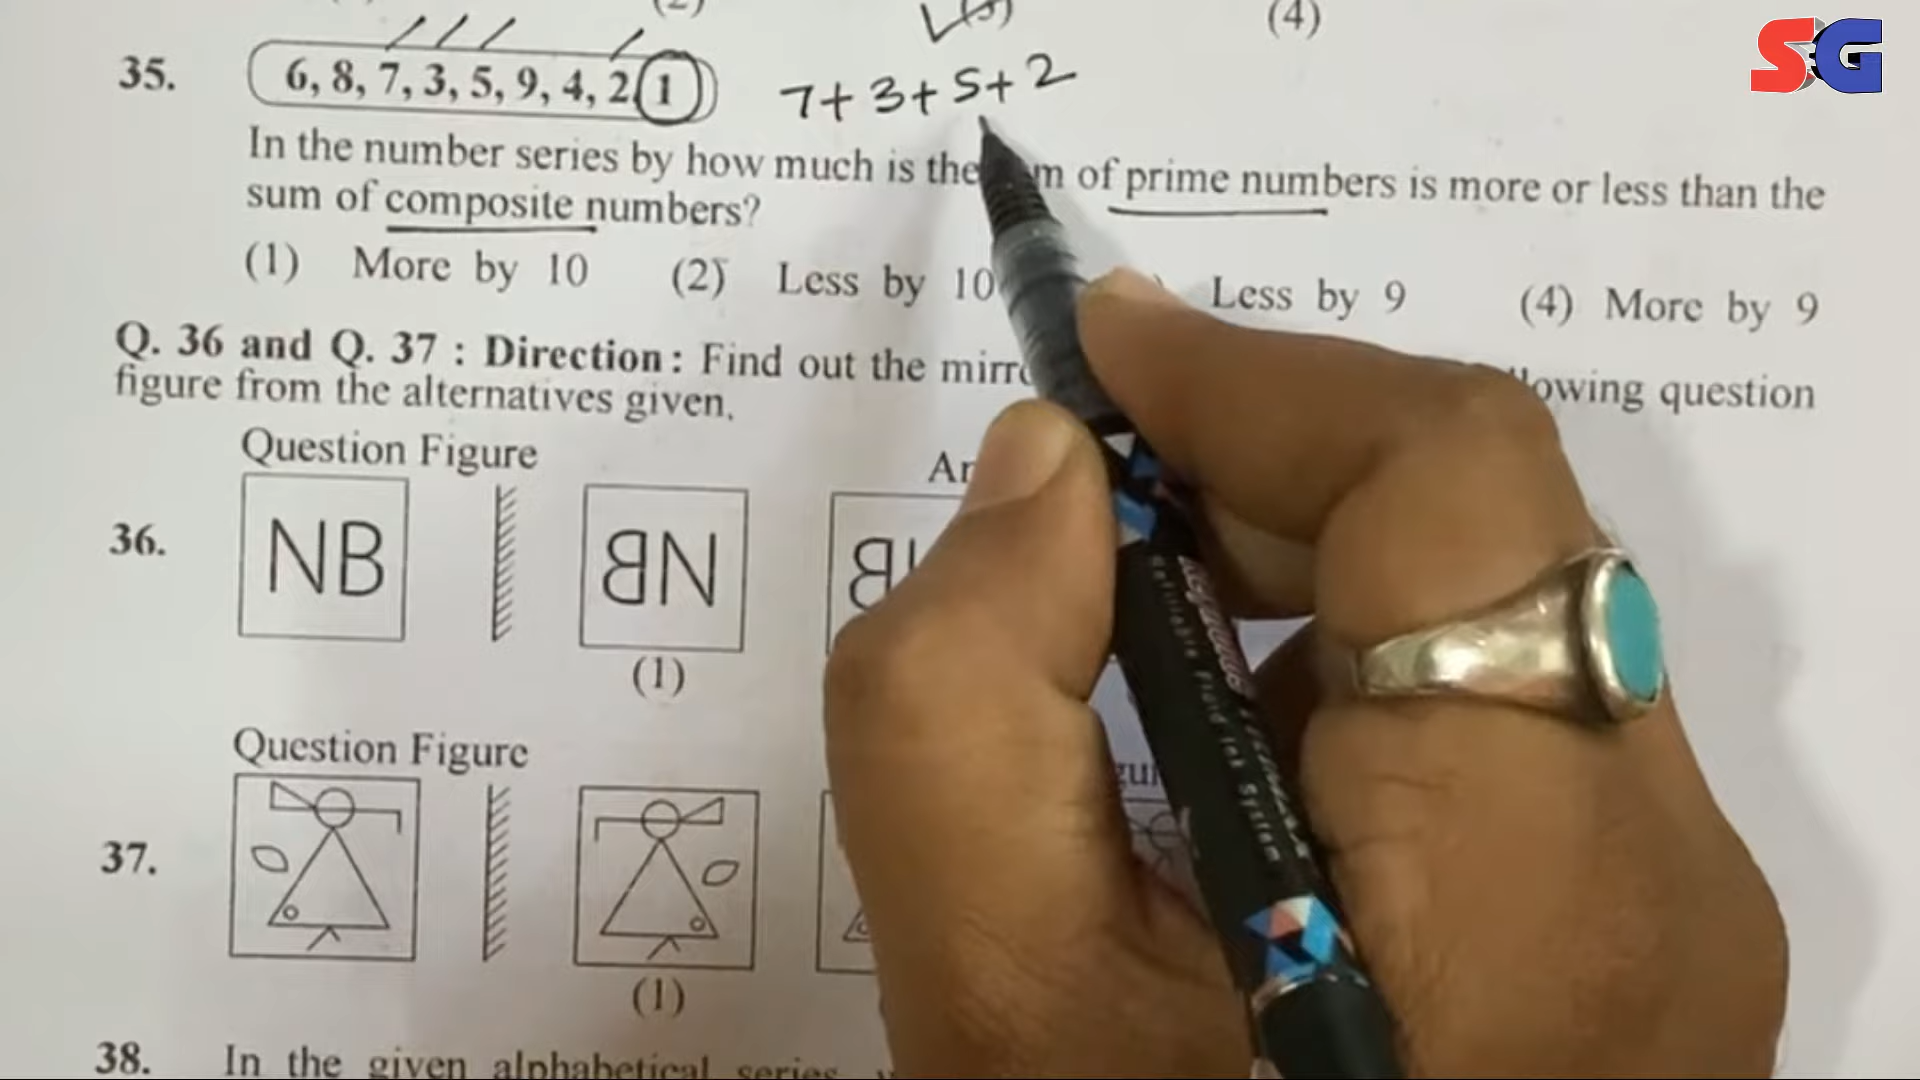 (2)
(3)
(4)
SG
35.
6, 8, 7, 3, 5, 9, 4, 2, 1
7+3+5+2
In the number series by how much is the of prime numbers is more or less than the
sum of composite numbers?
(1) More by 10 (2) Less by 10 Less by 9 (4) More by 9
Q. 36 and Q. 37 : Direction : Find out the question
figure from the alternatives given.
Question Figure
36.
NB
BN
(1)
Question Figure
37.
(1)
38. In the given alphabetical series,